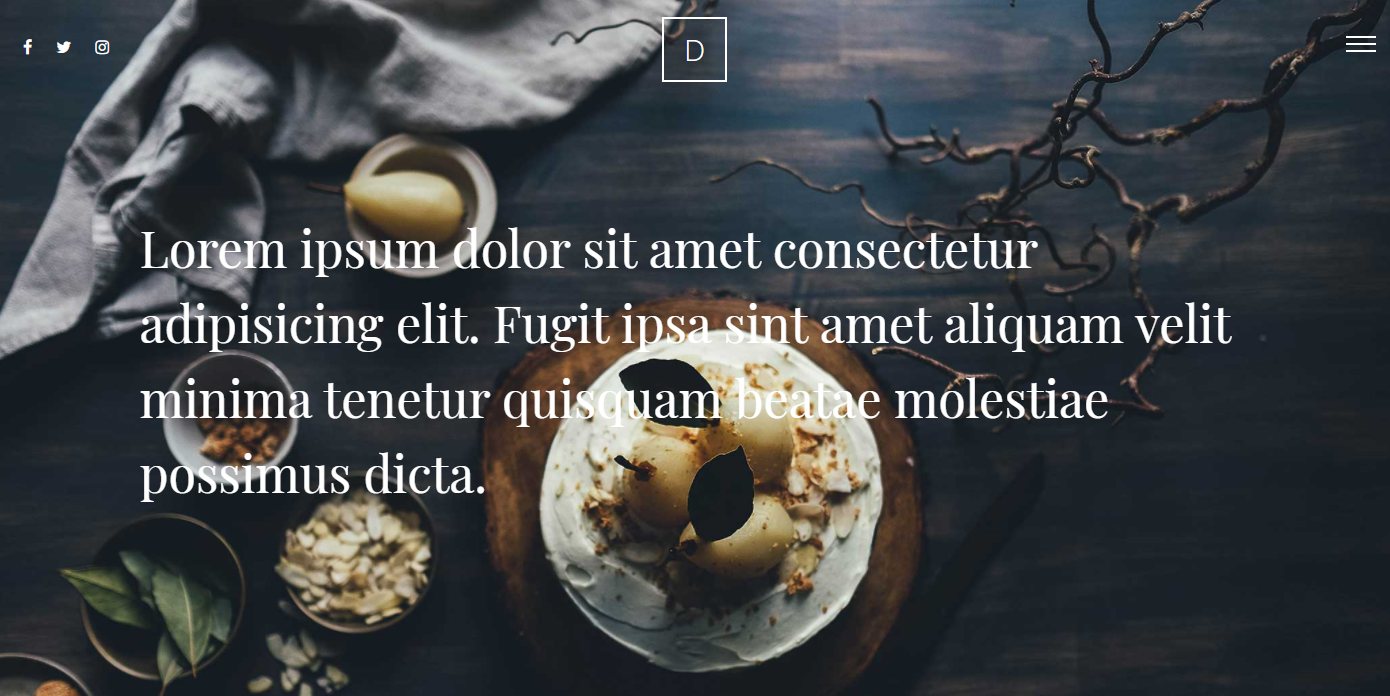 D
Lorem ipsum dolor sit amet consectetur
adipisicing elit. Fugit ipsa sint amet aliquam velit
minima tenetur quisquam beatae molestiae
possimus dicta.